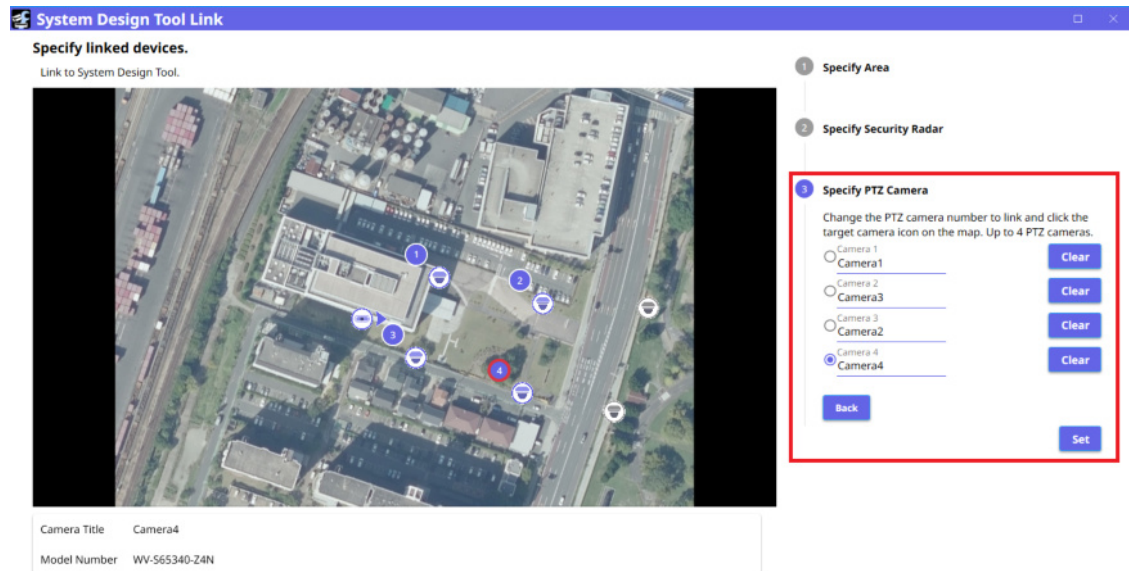 System Design Tool Link
Specify linked devices.
Link to System Design Tool.
1
2
3
4
Camera Title Camera4
Model Number WV-S65340-Z4N
1 Specify Area
2 Specify Security Radar
3 Specify PTZ Camera
Change the PTZ camera number to link and click the
target camera icon on the map. Up to 4 PTZ cameras.
Camera 1
Camera1 Clear
Camera 2
Camera3 Clear
Camera 3
Camera2 Clear
Camera 4
Camera4 Clear
Back
Set